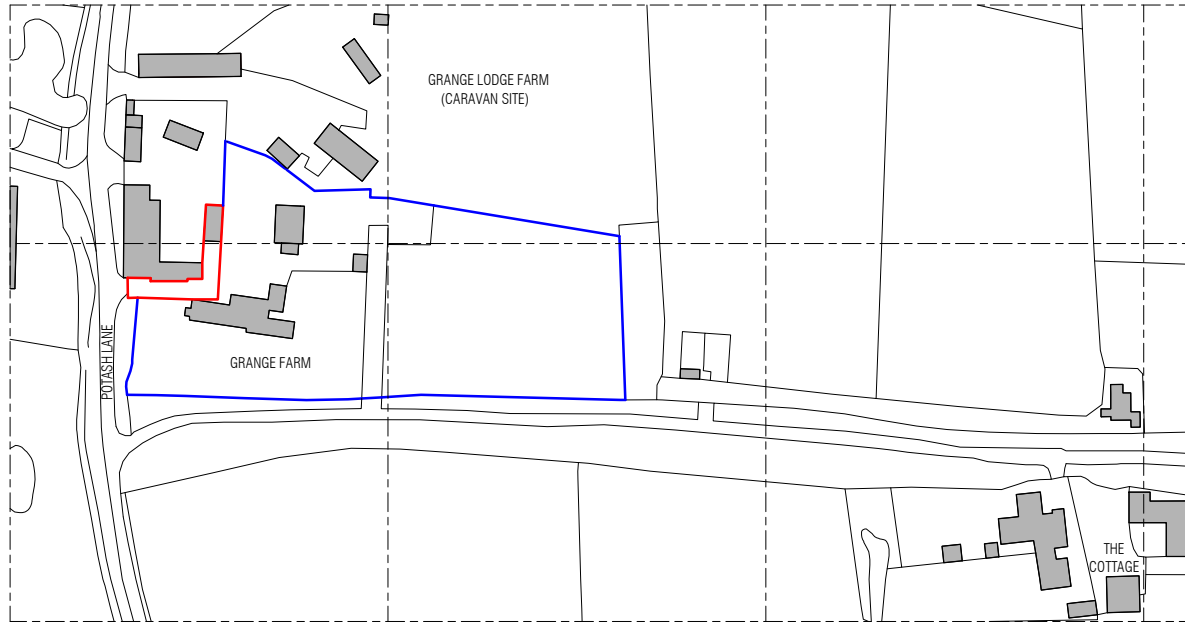 GRANGE LODGE FARM
(CARAVAN SITE)
POTASH LANE
GRANGE FARM
THE
COTTAGE